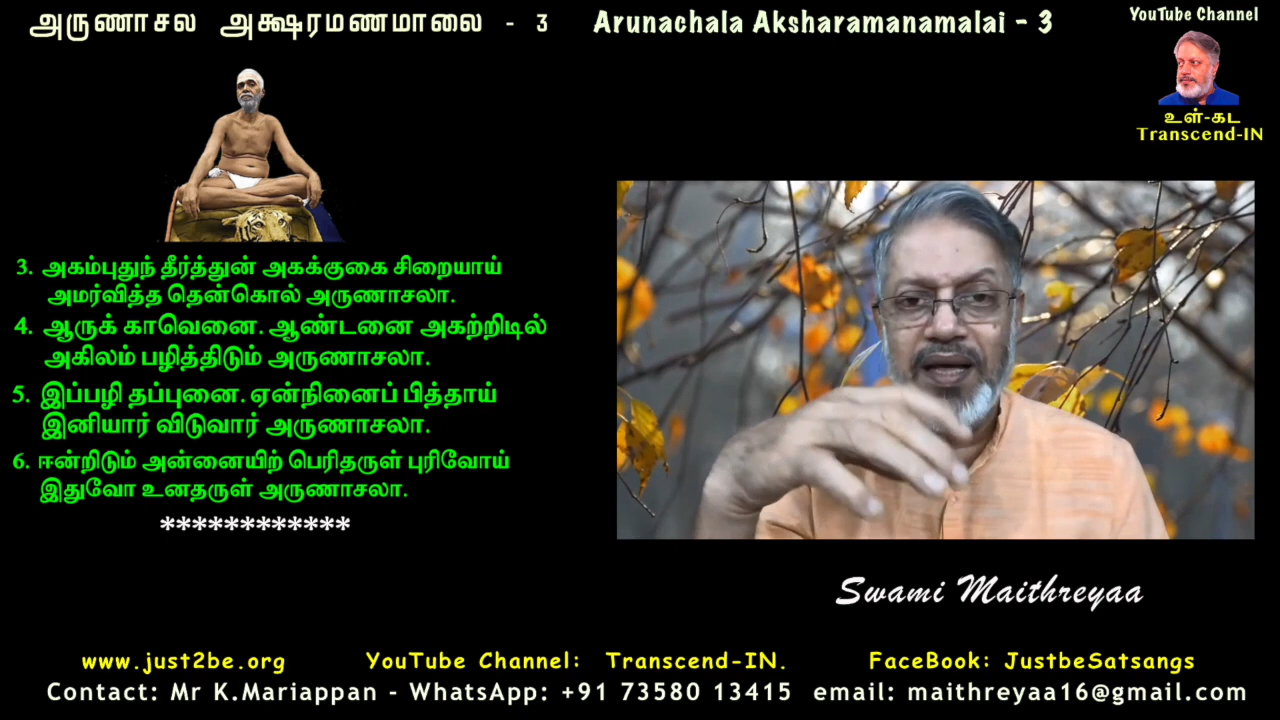 அருணாசல அக்ஷரமணமாலை - 3
Arunachala Aksharamanamalai - 3
YouTube Channel
உள்-கட
Transcend-IN
3. அகம்புதுந் தீர்த்துன் அகக்குகை சிறையாய்
அமர்வித்த தென்கொல் அருணாசலா.
4. ஆருக் காவெனை. ஆண்டனை அகற்றிடில்
அகிலம் பழித்திடும் அருணாசலா.
5. இப்பழி தப்புனை. ஏன்நினைப் பித்தாய்
இனியார் விடுவார் அருணாசலா.
6. ஈன்றிடும் அன்னையிற் பெரிதருள் புரிவோய்
இதுவோ உனதருள் அருணாசலா.
************
Swami Maithreyaa
www.just2be.org YouTube Channel: Transcend-IN. FaceBook: JustbeSatsangs
Contact: Mr K.Mariappan - WhatsApp: +91 73580 13415 email: maithreyaa16@gmail.com